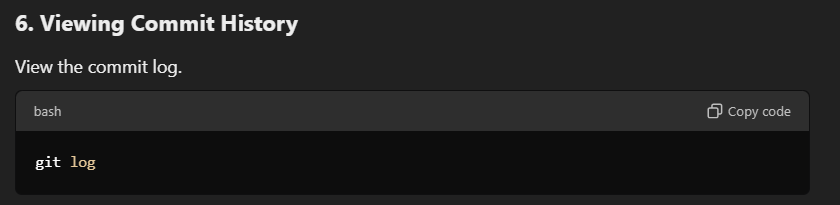 6. Viewing Commit History
View the commit log.
bash
Copy code
git log